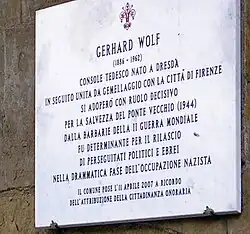 GERHARD WOLF
(1886 - 1962)
CONSOLE TEDESCO NATO A DRESDA
IN SEGUITO UNITA DA GEMELLAGGIO CON LA CITTÀ DI FIRENZE
SI ADOPERÒ CON RUOLO DECISIVO
PER LA SALVEZZA DEL PONTE VECCHIO (1944)
DALLA BARBARIE DELLA II GUERRA MONDIALE
FU DETERMINANTE PER IL RILASCIO
DI PERSEGUITATI POLITICI E EBREI
NELLA DRAMMATICA FASE DELL'OCCUPAZIONE NAZISTA
IL COMUNE POSE L'11 APRILE 2007 A RICORDO
DELL'ATTRIBUZIONE DELLA CITTADINANZA ONORARIA